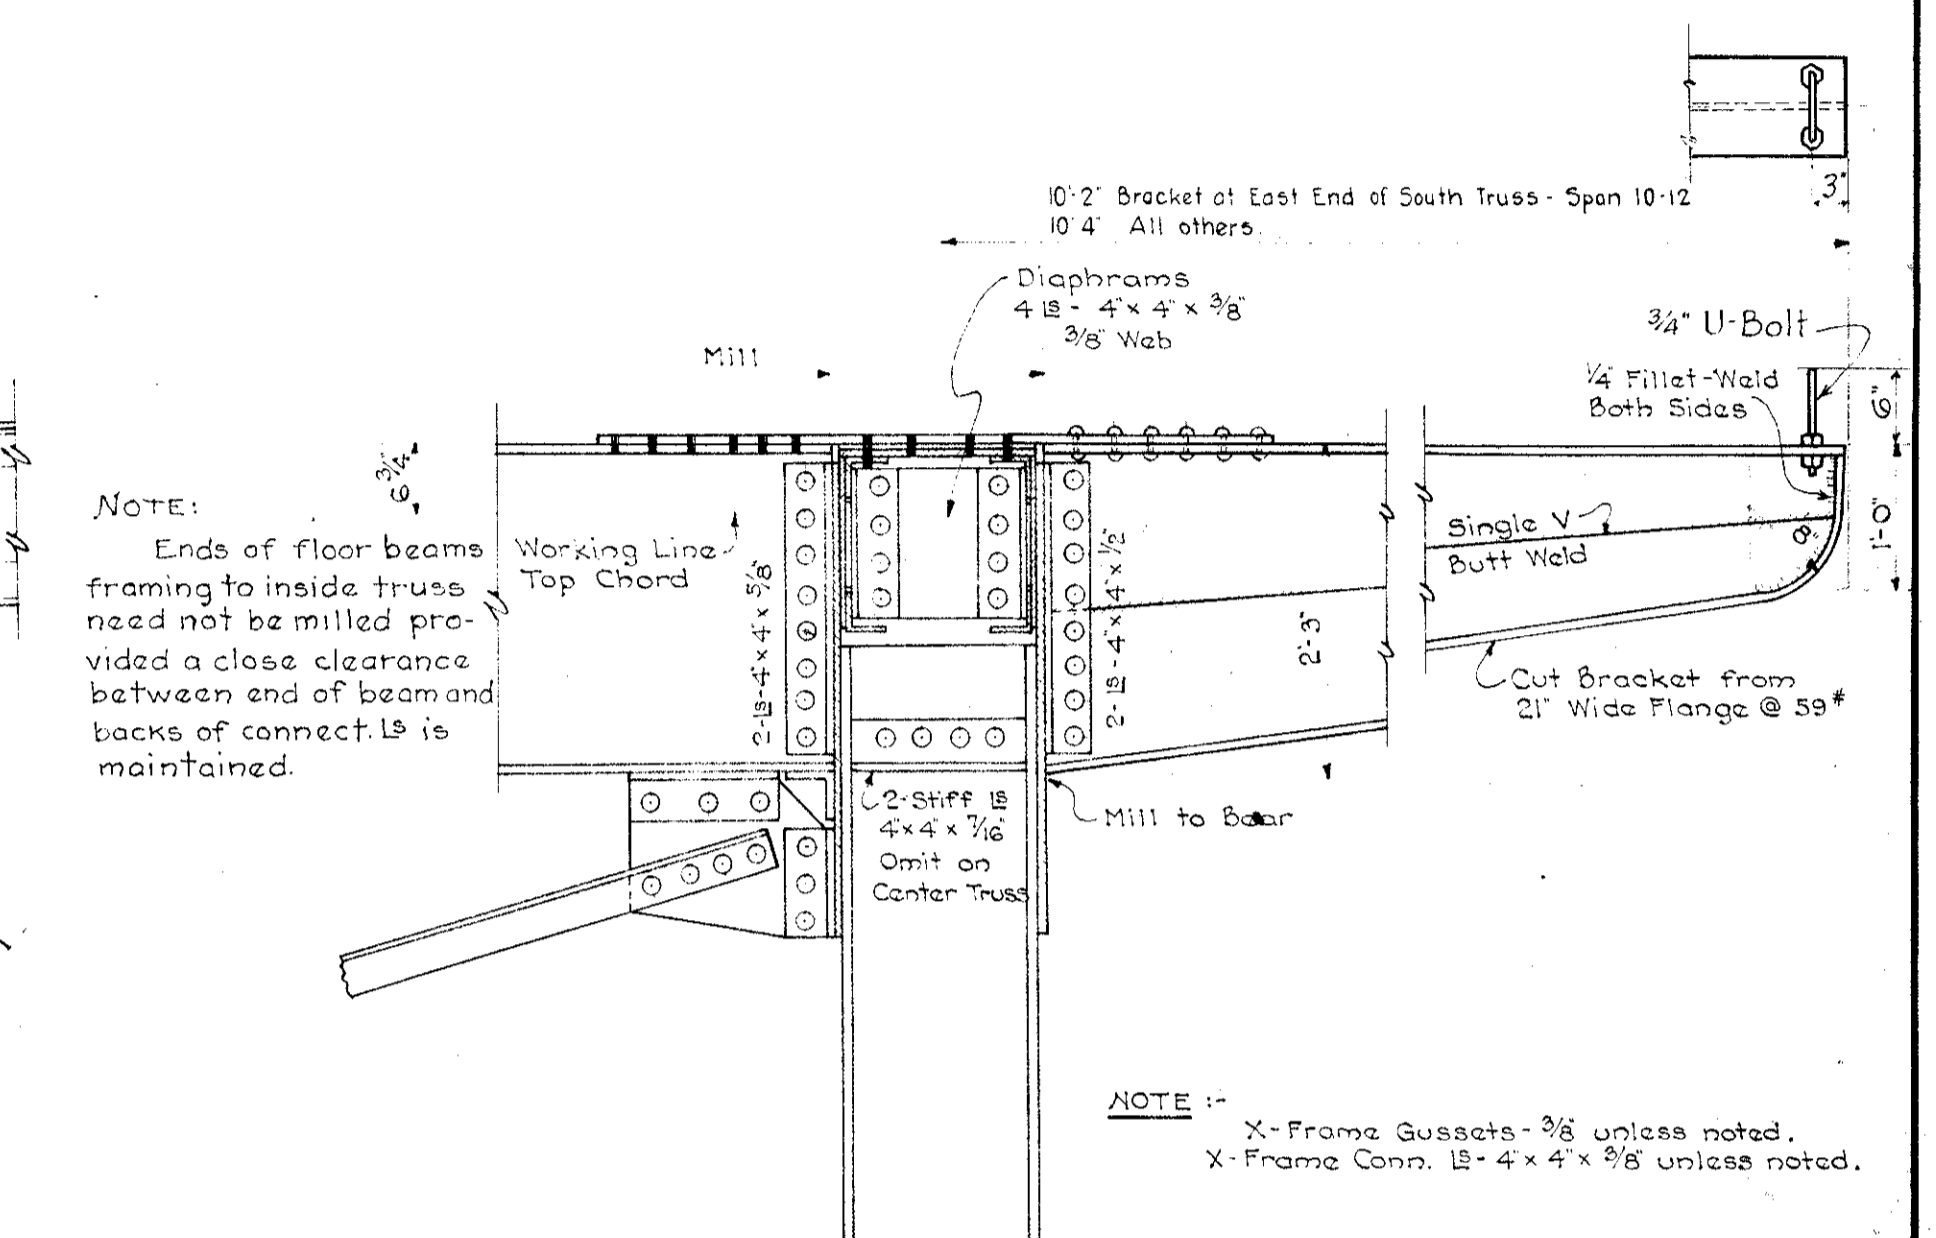 3"
10'-2" Bracket at East End of South Truss - Span 10-12
10'4" All others.
Diaphrams
4 Ls - 4" x 4" x 3/8"
3/8" Web
3/4" U-Bolt
Mill
1/4" Fillet-Weld
Both Sides
6"
6 3/4"
NOTE:
Ends of floor beams
framing to inside truss
need not be milled pro-
vided a close clearance
between end of beam and
backs of connect. Ls is
maintained.
Working Line
Top Chord
2-Ls-4"x4"x5/8"
2-Ls-4"x4"x1/2"
2'-3"
Single V
Butt Weld
8"
1'-0"
Cut Bracket from
21" Wide Flange @ 59#
2-Stiff Ls
4"x4"x7/16"
Omit on
Center Truss
Mill to Bear
NOTE :-
X-Frame Gussets - 3/8" unless noted.
X-Frame Conn. Ls - 4"x 4"x 3/8" unless noted.